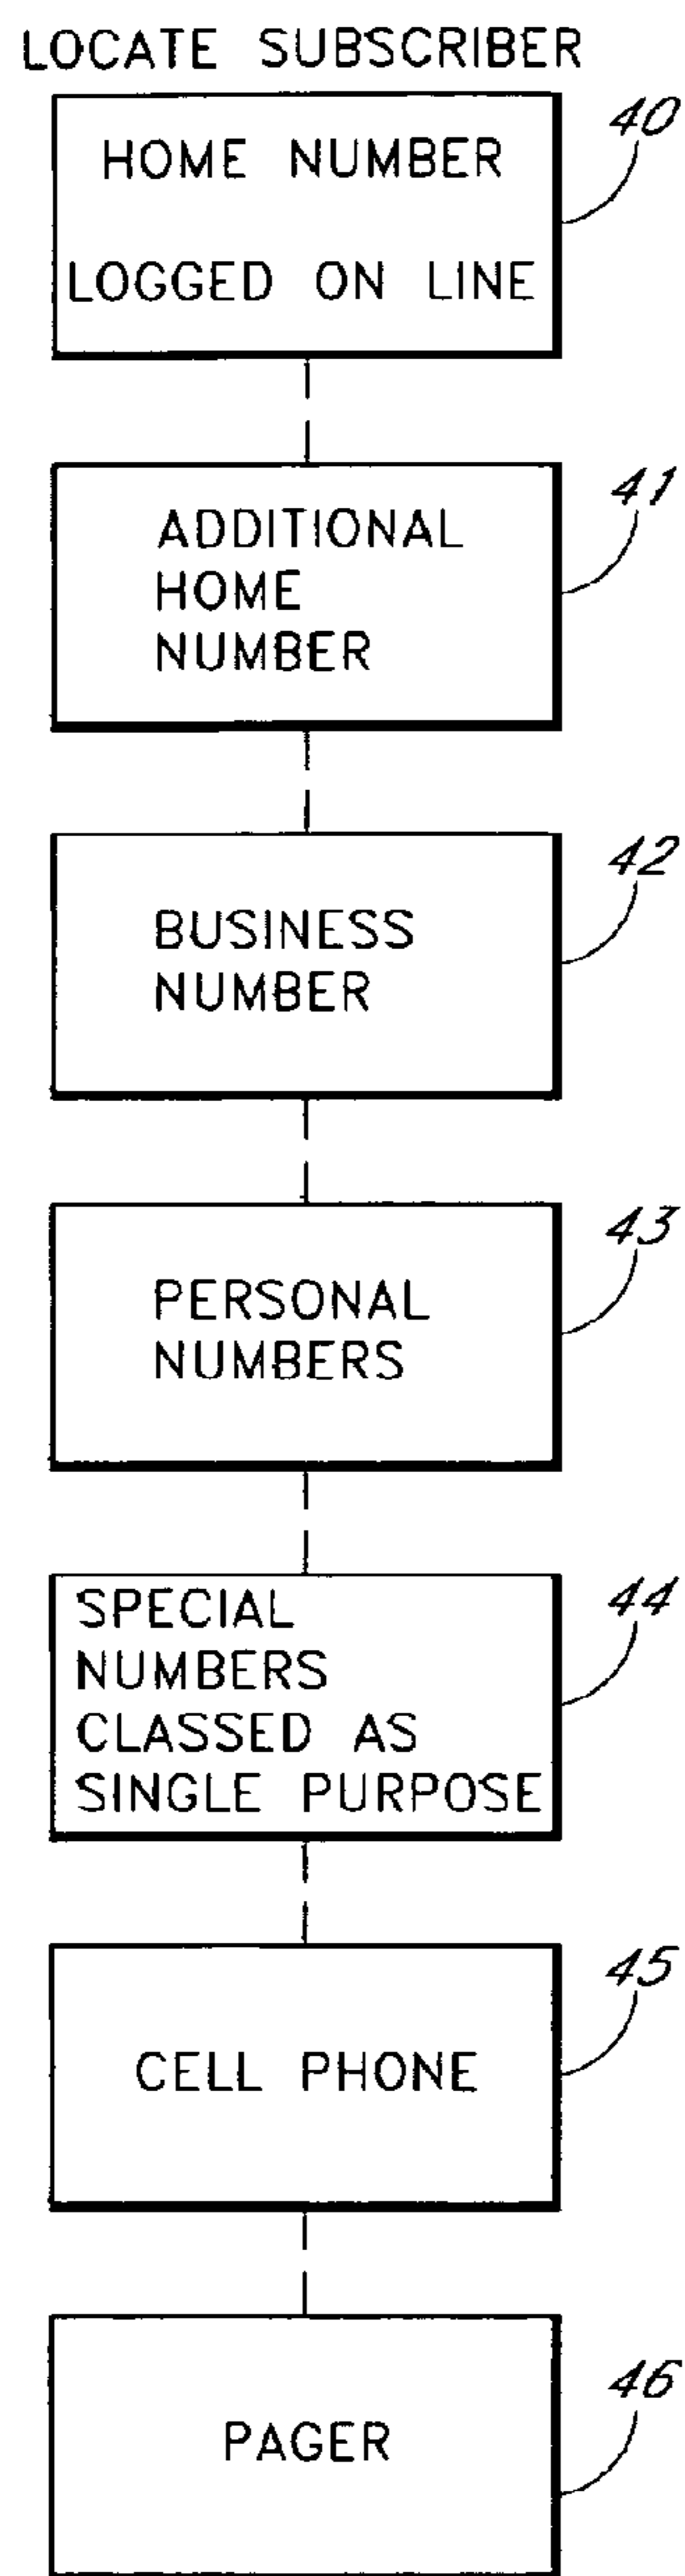 LOCATE SUBSCRIBER
40
HOME NUMBER
LOGGED ON LINE
41
ADDITIONAL
HOME
NUMBER
42
BUSINESS
NUMBER
43
PERSONAL
NUMBERS
44
SPECIAL
NUMBERS
CLASSED AS
SINGLE PURPOSE
45
CELL PHONE
46
PAGER